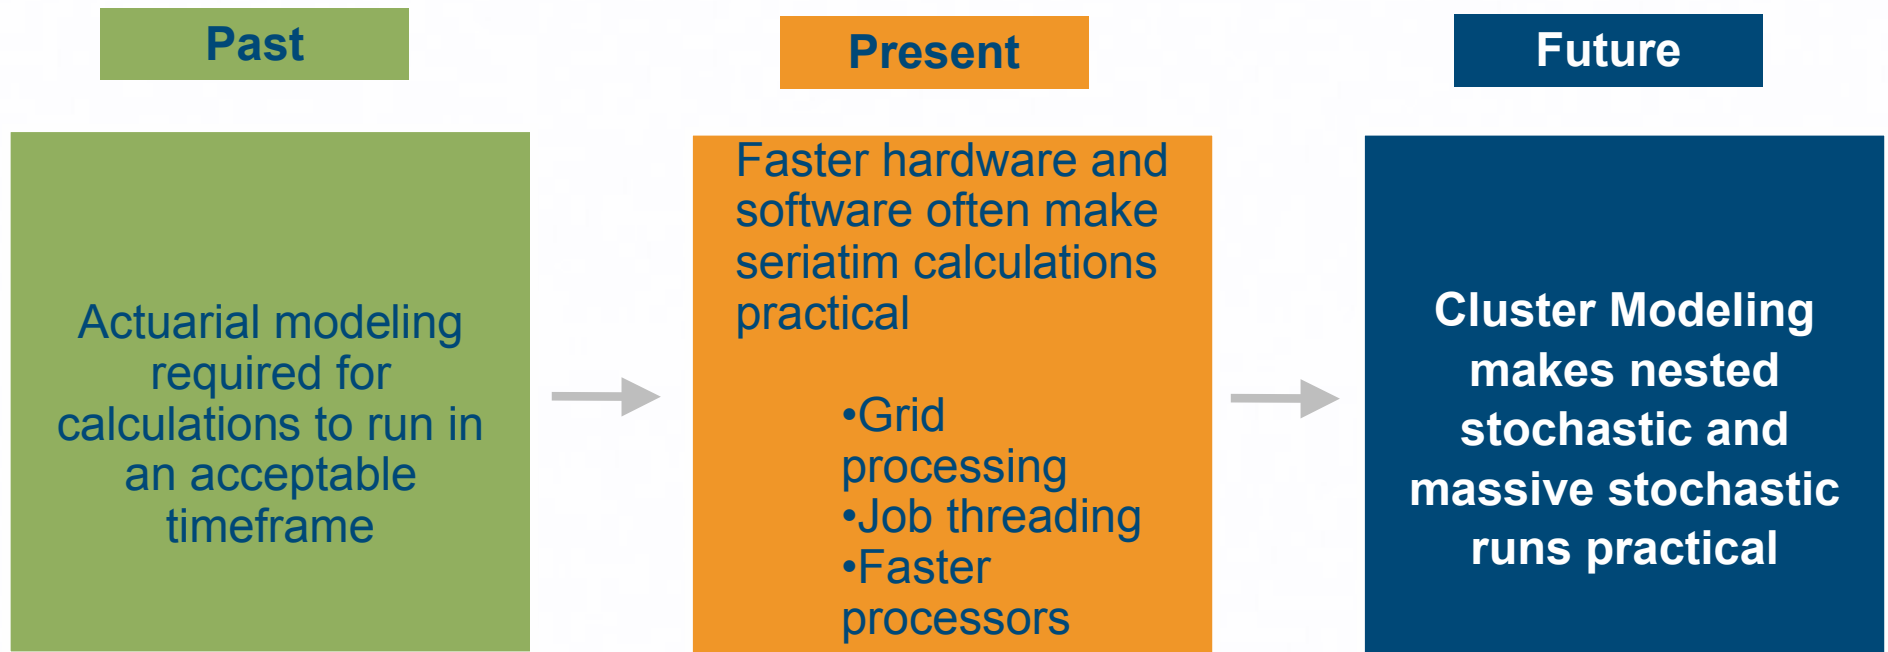 Past
Actuarial modeling
required for
calculations to run in
an acceptable
timeframe
Present
Faster hardware and
software often make
seriatim calculations
practical
•Grid
processing
•Job threading
•Faster
processors
Future
Cluster Modeling
makes nested
stochastic and
massive stochastic
runs practical